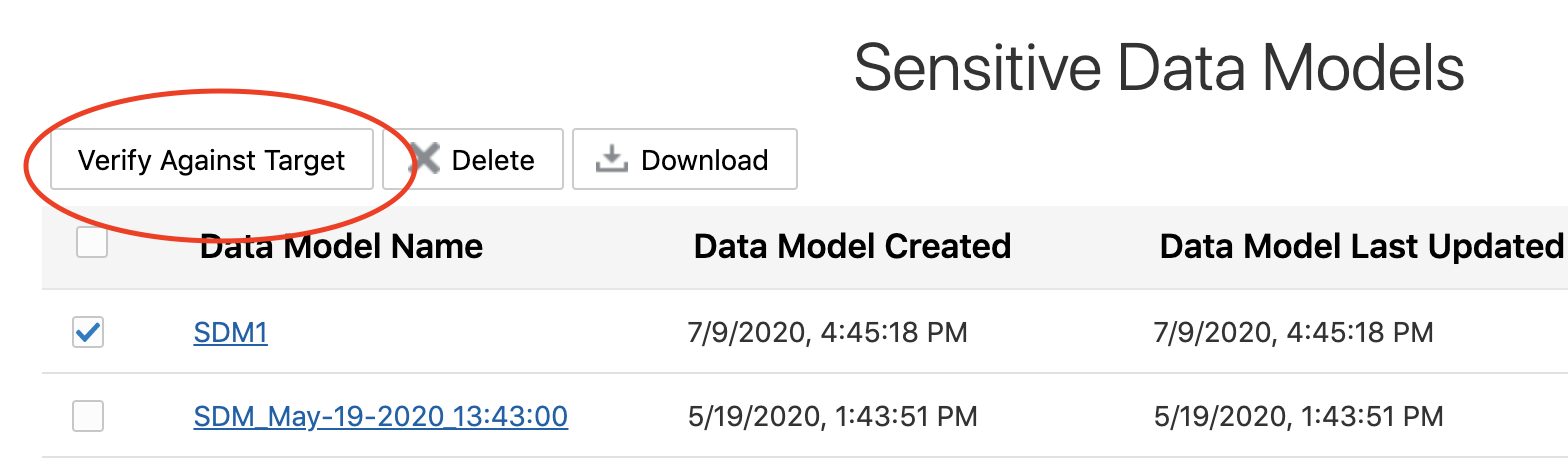 Sensitive Data Models
Verify Against Target Delete Download
Data Model Name Data Model Created Data Model Last Updated
SDM1 7/9/2020, 4:45:18 PM 7/9/2020, 4:45:18 PM
SDM_May-19-2020_13:43:00 5/19/2020, 1:43:51 PM 5/19/2020, 1:43:51 PM